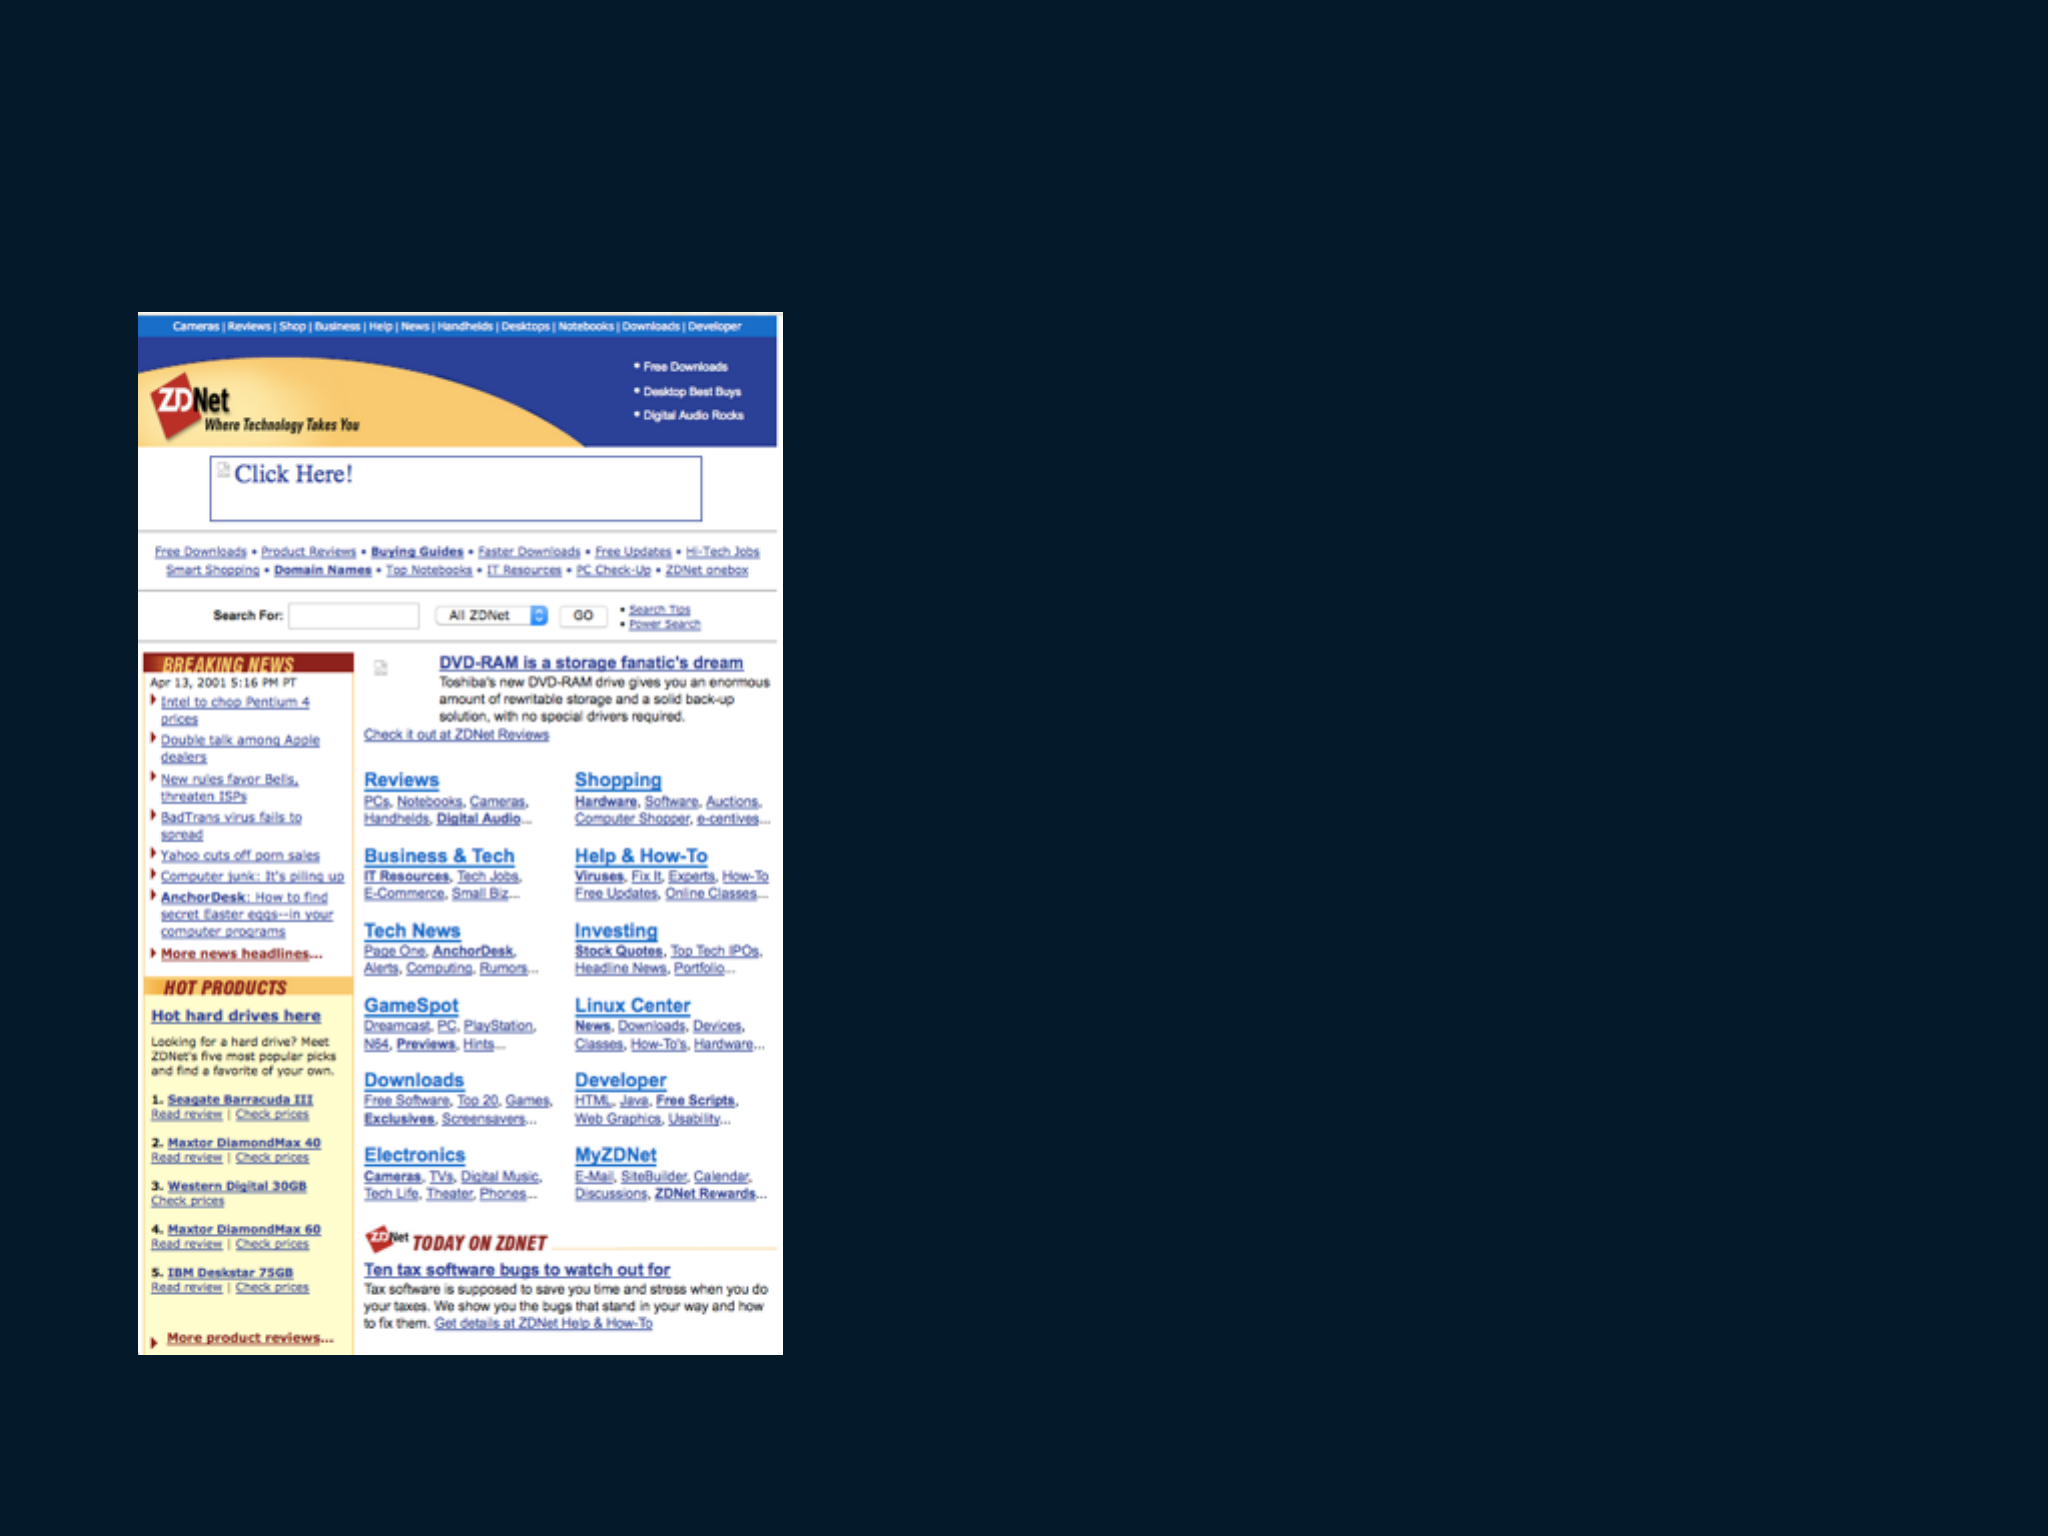 Cameras | Reviews | Shop | Business | Help | News | Handhelds | Desktops | Notebooks | Downloads | Developer
• Free Downloads
• Desktop Best Buys
• Digital Audio Rocks
ZDNet
Where Technology Takes You
Click Here!
Free Downloads • Product Reviews • Buying Guides • Faster Downloads • Free Updates • Hi-Tech Jobs
Smart Shopping • Domain Names • Top Notebooks • IT Resources • PC Check-Up • ZDNet onebox
Search For: All ZDNet GO
• Search Tips
• Power Search
BREAKING NEWS
Apr 13, 2001 5:16 PM PT
Intel to chop Pentium 4
prices
Double talk among Apple
dealers
New rules favor Bells,
threaten ISPs
BadTrans virus fails to
spread
Yahoo cuts off porn sales
Computer junk: It's piling up
AnchorDesk: How to find
secret Easter eggs--in your
computer programs
More news headlines...
HOT PRODUCTS
Hot hard drives here
Looking for a hard drive? Meet
ZDNet's five most popular picks
and find a favorite of your own.
1. Seagate Barracuda III
Read review | Check prices
2. Maxtor DiamondMax 40
Read review | Check prices
3. Western Digital 30GB
Check prices
4. Maxtor DiamondMax 60
Read review | Check prices
5. IBM Deskstar 75GB
Read review | Check prices
More product reviews...
DVD-RAM is a storage fanatic's dream
Toshiba's new DVD-RAM drive gives you an enormous
amount of rewritable storage and a solid back-up
solution, with no special drivers required.
Check it out at ZDNet Reviews
Reviews
PCs, Notebooks, Cameras,
Handhelds, Digital Audio...
Shopping
Hardware, Software, Auctions,
Computer Shopper, e-centives...
Business & Tech
IT Resources, Tech Jobs,
E-Commerce, Small Biz...
Help & How-To
Viruses, Fix It, Experts, How-To
Free Updates, Online Classes...
Tech News
Page One, AnchorDesk,
Alerts, Computing, Rumors...
Investing
Stock Quotes, Top Tech IPOs,
Headline News, Portfolio...
GameSpot
Dreamcast, PC, PlayStation,
N64, Previews, Hints...
Linux Center
News, Downloads, Devices,
Classes, How-To's, Hardware...
Downloads
Free Software, Top 20, Games,
Exclusives, Screensavers...
Developer
HTML, Java, Free Scripts,
Web Graphics, Usability...
Electronics
Cameras, TVs, Digital Music,
Tech Life, Theater, Phones...
MyZDNet
E-Mail, SiteBuilder, Calendar,
Discussions, ZDNet Rewards...
ZDNet TODAY ON ZDNET
Ten tax software bugs to watch out for
Tax software is supposed to save you time and stress when you do
your taxes. We show you the bugs that stand in your way and how
to fix them. Get details at ZDNet Help & How-To